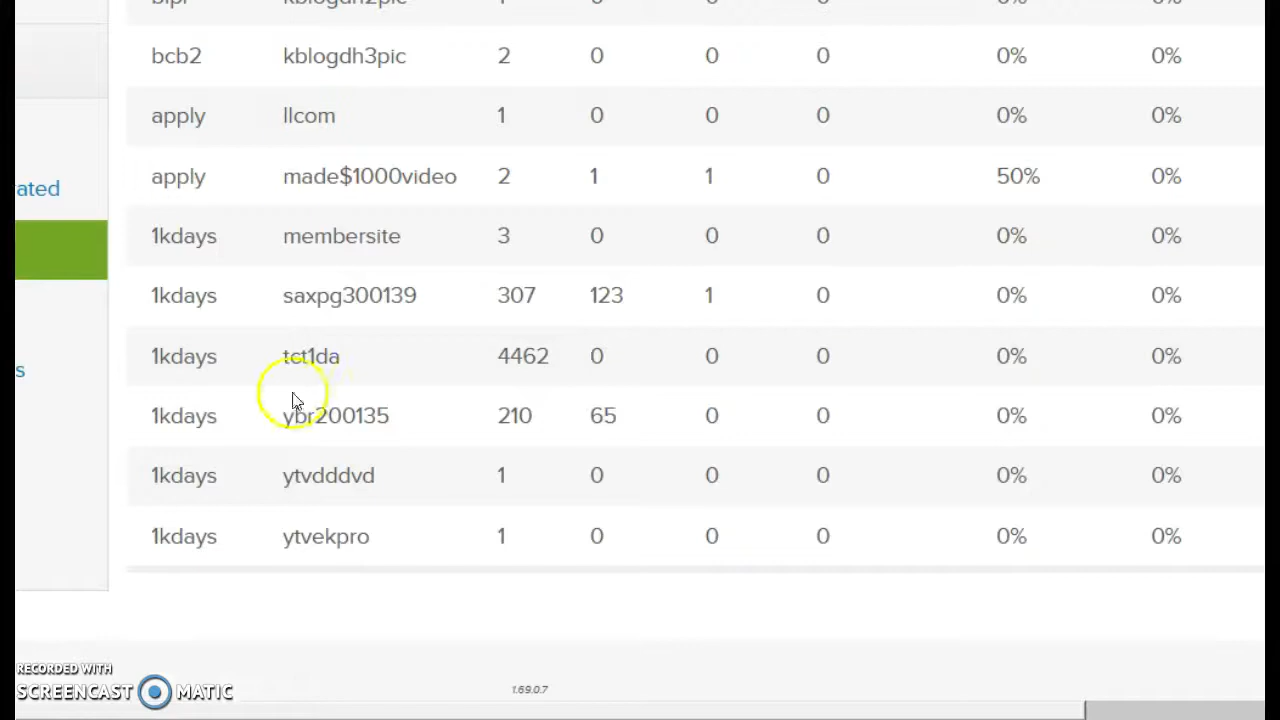 bcb2 kblogdh3pic 2 0 0 0 0% 0%
apply llcom 1 0 0 0 0% 0%
apply made$1000video 2 1 1 0 50% 0%
ated
1kdays membersite 3 0 0 0 0% 0%
1kdays saxpg300139 307 123 1 0 0% 0%
1kdays tct1da 4462 0 0 0 0% 0%
s
1kdays ybr200135 210 65 0 0 0% 0%
1kdays ytvdddvd 1 0 0 0 0% 0%
1kdays ytvekpro 1 0 0 0 0% 0%
RECORDED WITH
SCREENCAST MATIC
1.69.0.7